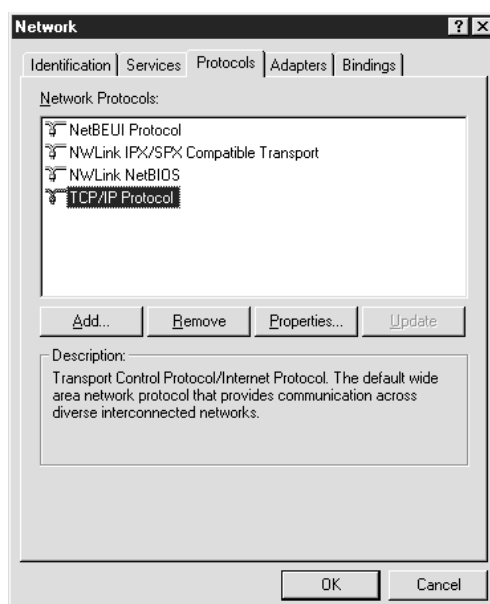 Network
Identification Services Protocols Adapters Bindings
Network Protocols:
NetBEUI Protocol
NWLink IPX/SPX Compatible Transport
NWLink NetBIOS
TCP/IP Protocol
Add... Remove Properties... Update
Description:
Transport Control Protocol/Internet Protocol. The default wide
area network protocol that provides communication across
diverse interconnected networks.
OK Cancel